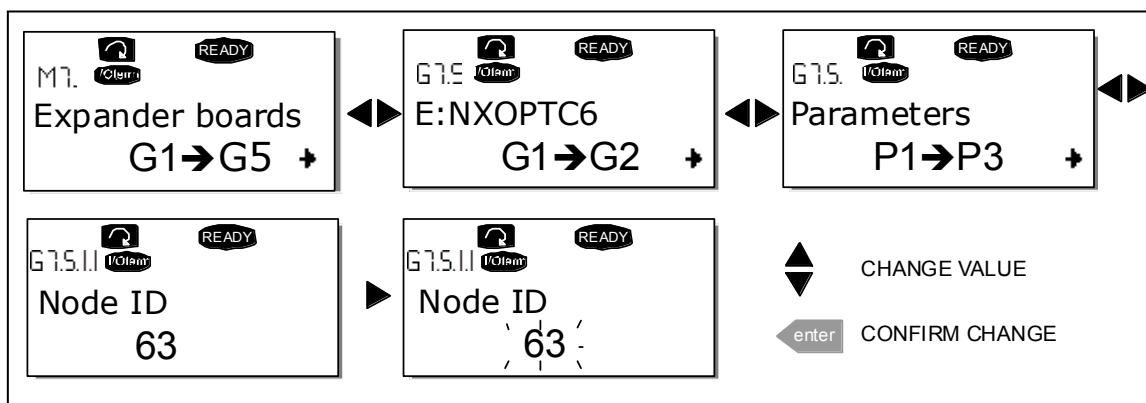 READY
M7. I/Oterm
Expander boards
G1➔G5
READY
G7.5 I/Oterm
E:NXOPTC6
G1➔G2
READY
G7.5. I/Oterm
Parameters
P1➔P3
READY
G7.5.1.1 I/Oterm
Node ID
63
READY
G7.5.1.1 I/Oterm
Node ID
63
CHANGE VALUE
enter CONFIRM CHANGE